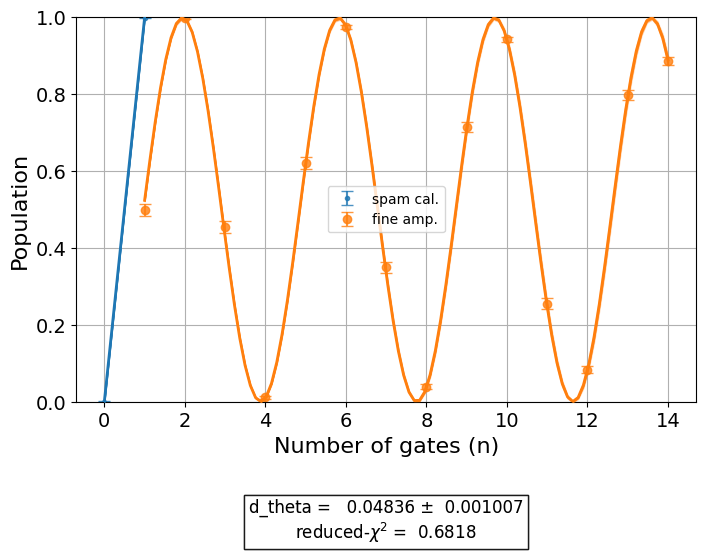 1.0
0.8
0.6
0.4
0.2
0.0
Population
spam cal.
fine amp.
0 2 4 6 8 10 12 14
Number of gates (n)
d_theta = 0.04836 ± 0.001007
reduced-χ² = 0.6818